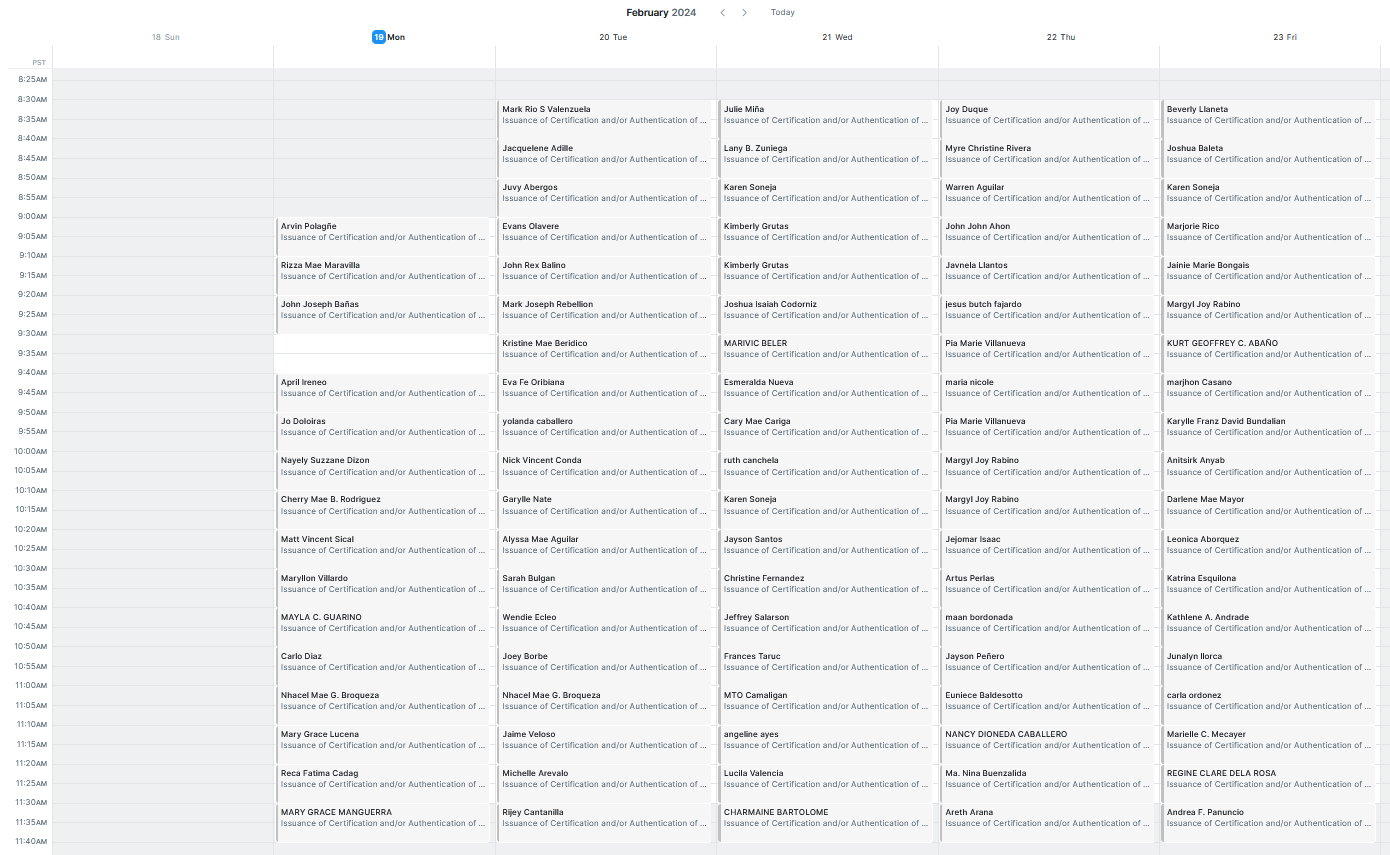 February 2024
Today
18 Sun
19 Mon
20 Tue
21 Wed
22 Thu
23 Fri
PST
8:25AM
8:30AM
Mark Rio S Valenzuela
Julie Miña
Joy Duque
Beverly Llaneta
8:35AM
Issuance of Certification and/or Authentication of ...
Issuance of Certification and/or Authentication of ...
Issuance of Certification and/or Authentication of ...
Issuance of Certification and/or Authentication of ...
8:40AM
Jacquelene Adille
Lany B. Zuniega
Myre Christine Rivera
Joshua Baleta
8:45AM
Issuance of Certification and/or Authentication of ...
Issuance of Certification and/or Authentication of ...
Issuance of Certification and/or Authentication of ...
Issuance of Certification and/or Authentication of ...
8:50AM
Juvy Abergos
Karen Soneja
Warren Aguilar
Karen Soneja
8:55AM
Issuance of Certification and/or Authentication of ...
Issuance of Certification and/or Authentication of ...
Issuance of Certification and/or Authentication of ...
Issuance of Certification and/or Authentication of ...
9:00AM
Arvin Polagñe
Evans Olavere
Kimberly Grutas
John John Ahon
Marjorie Rico
9:05AM
Issuance of Certification and/or Authentication of ...
Issuance of Certification and/or Authentication of ...
Issuance of Certification and/or Authentication of ...
Issuance of Certification and/or Authentication of ...
Issuance of Certification and/or Authentication of ...
9:10AM
Rizza Mae Maravilla
John Rex Balino
Kimberly Grutas
Javnela Llantos
Jainie Marie Bongais
9:15AM
Issuance of Certification and/or Authentication of ...
Issuance of Certification and/or Authentication of ...
Issuance of Certification and/or Authentication of ...
Issuance of Certification and/or Authentication of ...
Issuance of Certification and/or Authentication of ...
9:20AM
John Joseph Bañas
Mark Joseph Rebellion
Joshua Isaiah Codorniz
jesus butch fajardo
Margyl Joy Rabino
9:25AM
Issuance of Certification and/or Authentication of ...
Issuance of Certification and/or Authentication of ...
Issuance of Certification and/or Authentication of ...
Issuance of Certification and/or Authentication of ...
Issuance of Certification and/or Authentication of ...
9:30AM
Kristine Mae Beridico
MARIVIC BELER
Pia Marie Villanueva
KURT GEOFFREY C. ABAÑO
9:35AM
Issuance of Certification and/or Authentication of ...
Issuance of Certification and/or Authentication of ...
Issuance of Certification and/or Authentication of ...
Issuance of Certification and/or Authentication of ...
9:40AM
April Ireneo
Eva Fe Oribiana
Esmeralda Nueva
maria nicole
marjhon Casano
9:45AM
Issuance of Certification and/or Authentication of ...
Issuance of Certification and/or Authentication of ...
Issuance of Certification and/or Authentication of ...
Issuance of Certification and/or Authentication of ...
Issuance of Certification and/or Authentication of ...
9:50AM
Jo Doloiras
yolanda caballero
Cary Mae Cariga
Pia Marie Villanueva
Karylle Franz David Bundalian
9:55AM
Issuance of Certification and/or Authentication of ...
Issuance of Certification and/or Authentication of ...
Issuance of Certification and/or Authentication of ...
Issuance of Certification and/or Authentication of ...
Issuance of Certification and/or Authentication of ...
10:00AM
Nayely Suzzane Dizon
Nick Vincent Conda
ruth canchela
Margyl Joy Rabino
Anitsirk Anyab
10:05AM
Issuance of Certification and/or Authentication of ...
Issuance of Certification and/or Authentication of ...
Issuance of Certification and/or Authentication of ...
Issuance of Certification and/or Authentication of ...
Issuance of Certification and/or Authentication of ...
10:10AM
Cherry Mae B. Rodriguez
Garylle Nate
Karen Soneja
Margyl Joy Rabino
Darlene Mae Mayor
10:15AM
Issuance of Certification and/or Authentication of ...
Issuance of Certification and/or Authentication of ...
Issuance of Certification and/or Authentication of ...
Issuance of Certification and/or Authentication of ...
Issuance of Certification and/or Authentication of ...
10:20AM
Matt Vincent Sical
Alyssa Mae Aguilar
Jayson Santos
Jejomar Isaac
Leonica Aborquez
10:25AM
Issuance of Certification and/or Authentication of ...
Issuance of Certification and/or Authentication of ...
Issuance of Certification and/or Authentication of ...
Issuance of Certification and/or Authentication of ...
Issuance of Certification and/or Authentication of ...
10:30AM
Maryllon Villardo
Sarah Bulgan
Christine Fernandez
Artus Perlas
Katrina Esquilona
10:35AM
Issuance of Certification and/or Authentication of ...
Issuance of Certification and/or Authentication of ...
Issuance of Certification and/or Authentication of ...
Issuance of Certification and/or Authentication of ...
Issuance of Certification and/or Authentication of ...
10:40AM
MAYLA C. GUARINO
Wendie Ecleo
Jeffrey Salarson
maan bordonada
Kathlene A. Andrade
10:45AM
Issuance of Certification and/or Authentication of ...
Issuance of Certification and/or Authentication of ...
Issuance of Certification and/or Authentication of ...
Issuance of Certification and/or Authentication of ...
Issuance of Certification and/or Authentication of ...
10:50AM
Carlo Diaz
Joey Borbe
Frances Taruc
Jayson Peñero
Junalyn llorca
10:55AM
Issuance of Certification and/or Authentication of ...
Issuance of Certification and/or Authentication of ...
Issuance of Certification and/or Authentication of ...
Issuance of Certification and/or Authentication of ...
Issuance of Certification and/or Authentication of ...
11:00AM
Nhacel Mae G. Broqueza
Nhacel Mae G. Broqueza
MTO Camaligan
Euniece Baldesotto
carla ordonez
11:05AM
Issuance of Certification and/or Authentication of ...
Issuance of Certification and/or Authentication of ...
Issuance of Certification and/or Authentication of ...
Issuance of Certification and/or Authentication of ...
Issuance of Certification and/or Authentication of ...
11:10AM
Mary Grace Lucena
Jaime Veloso
angeline ayes
NANCY DIONEDA CABALLERO
Marielle C. Mecayer
11:15AM
Issuance of Certification and/or Authentication of ...
Issuance of Certification and/or Authentication of ...
Issuance of Certification and/or Authentication of ...
Issuance of Certification and/or Authentication of ...
Issuance of Certification and/or Authentication of ...
11:20AM
Reca Fatima Cadag
Michelle Arevalo
Lucila Valencia
Ma. Nina Buenzalida
REGINE CLARE DELA ROSA
11:25AM
Issuance of Certification and/or Authentication of ...
Issuance of Certification and/or Authentication of ...
Issuance of Certification and/or Authentication of ...
Issuance of Certification and/or Authentication of ...
Issuance of Certification and/or Authentication of ...
11:30AM
MARY GRACE MANGUERRA
Rijey Cantanilla
CHARMAINE BARTOLOME
Areth Arana
Andrea F. Panuncio
11:35AM
Issuance of Certification and/or Authentication of ...
Issuance of Certification and/or Authentication of ...
Issuance of Certification and/or Authentication of ...
Issuance of Certification and/or Authentication of ...
Issuance of Certification and/or Authentication of ...
11:40AM